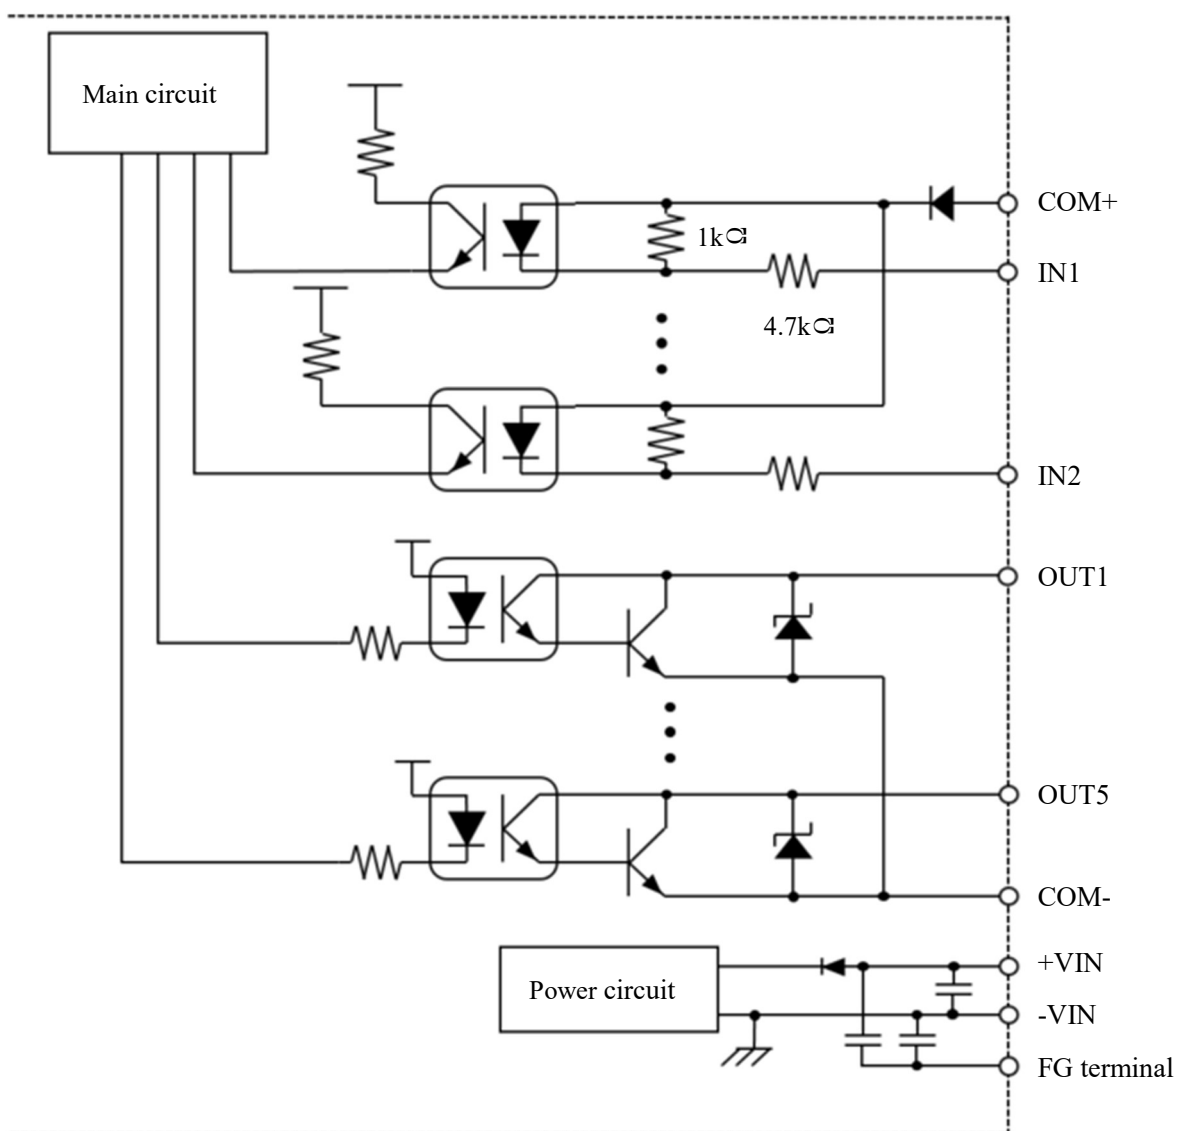 Main circuit
COM+
1kΩ
IN1
4.7kΩ
IN2
OUT1
OUT5
COM-
+VIN
Power circuit
-VIN
FG terminal